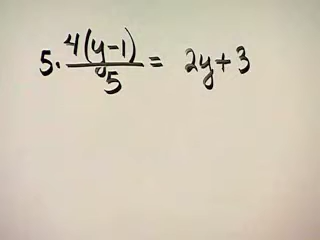 5· 4(y-1)/5 = 2y+3